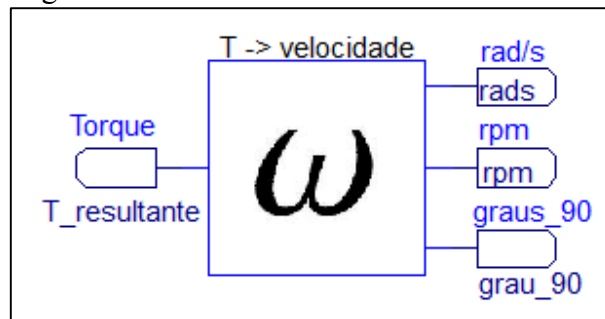 T -> velocidade
rad/s
rads
Torque
rpm
rpm
ω
T_resultante
graus_90
grau_90